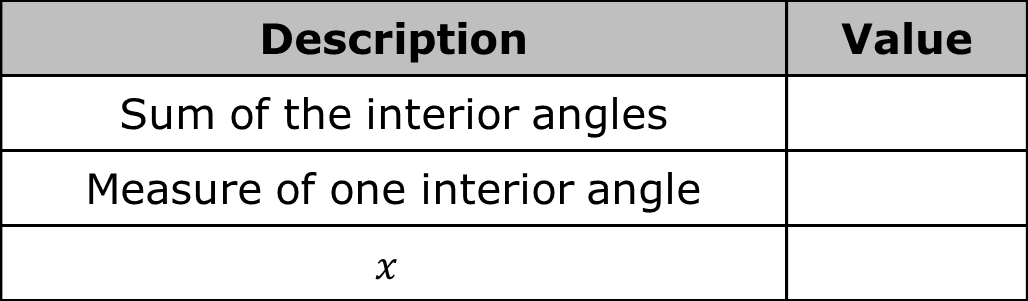 Description Value
Sum of the interior angles
Measure of one interior angle
x